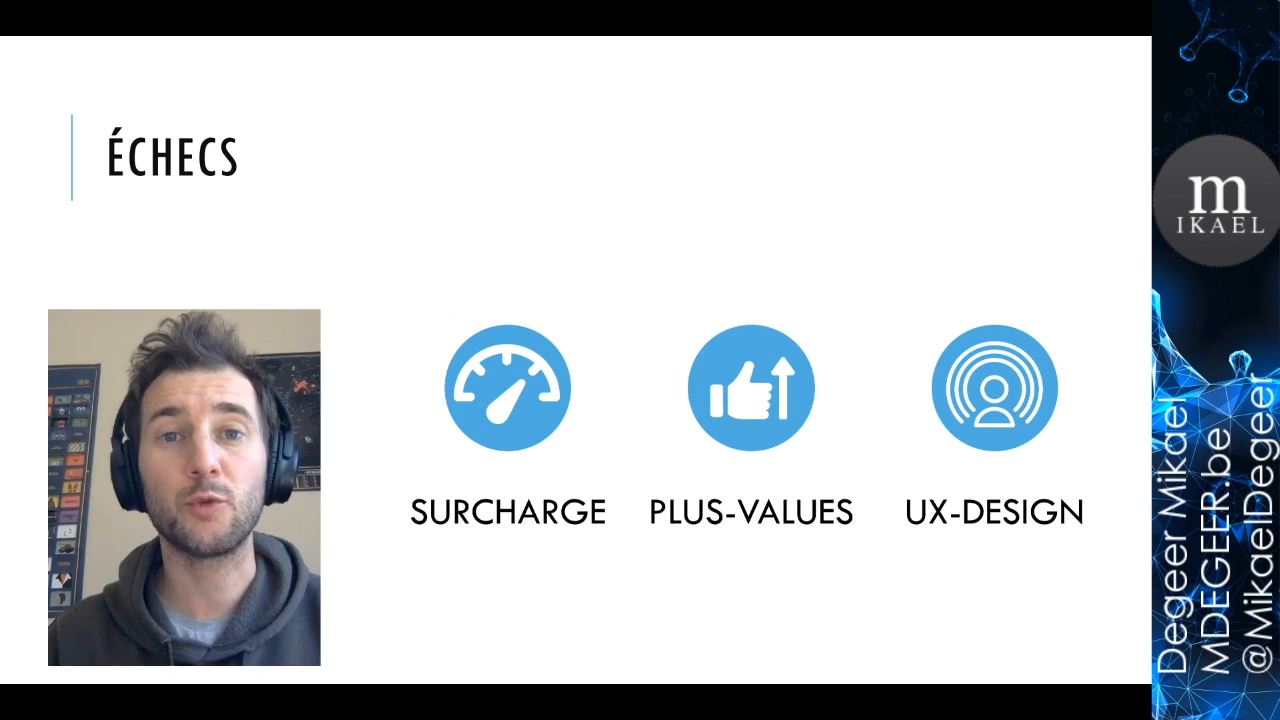 ÉCHECS
SURCHARGE
PLUS-VALUES
UX-DESIGN
m
IKAEL
Degeer Mikael
MDEGEER.be
@MikaelDegeer